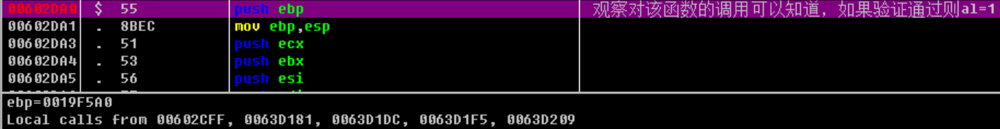 00602DA0 $ 55 push ebp 观察对该函数的调用可以知道，如果验证通过则al=1
00602DA1 . 8BEC mov ebp,esp
00602DA3 . 51 push ecx
00602DA4 . 53 push ebx
00602DA5 . 56 push esi
ebp=0019F5A0
Local calls from 00602CFF, 0063D181, 0063D1DC, 0063D1F5, 0063D209